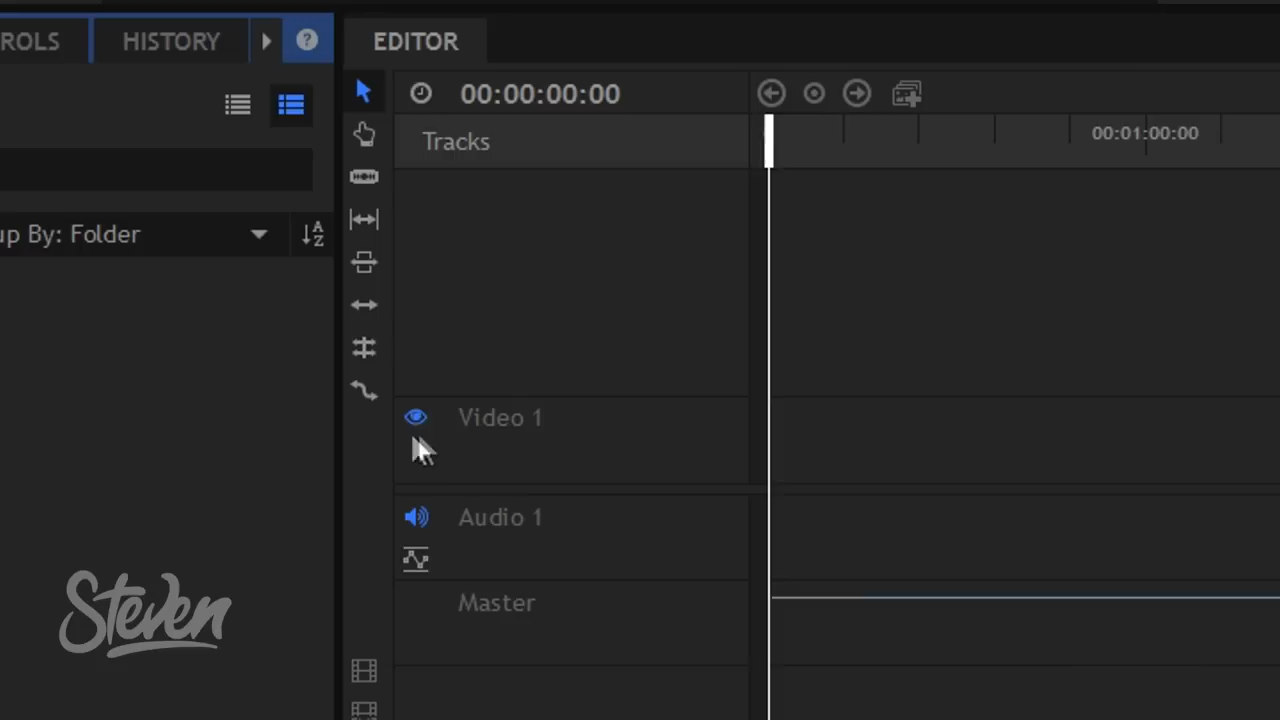 ROLS
HISTORY
?
EDITOR
00:00:00:00
Tracks
00:01:00:00
up By: Folder
A
Z
Video 1
Audio 1
Master
Steven